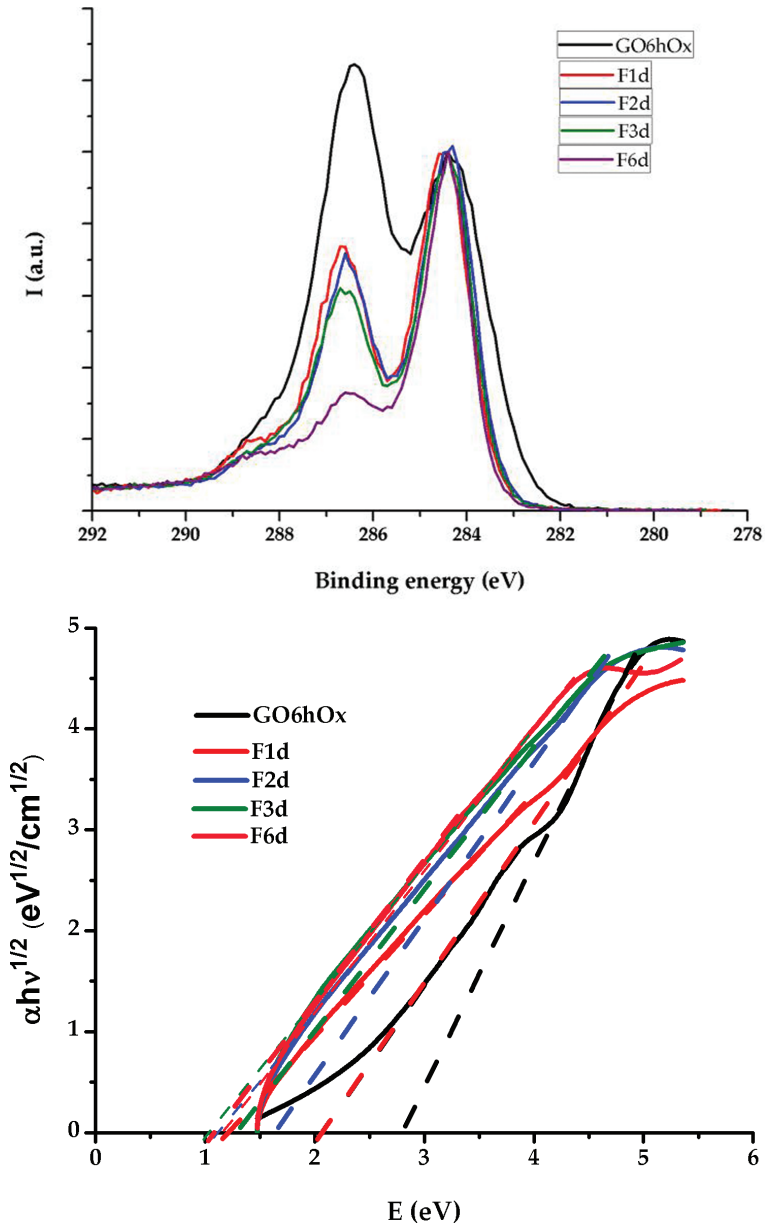 GO6hOx
F1d
F2d
F3d
F6d
I (a.u.)
292 290 288 286 284 282 280 278
Binding energy (eV)
5
4
3
2
1
0
αhν1/2 (eV1/2/cm1/2)
GO6hOx
F1d
F2d
F3d
F6d
0 1 2 3 4 5 6
E (eV)